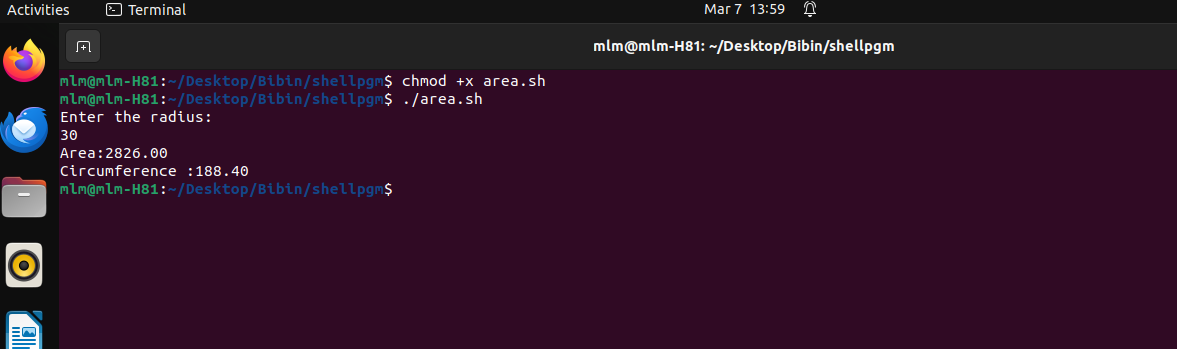 Activities Terminal Mar 7 13:59
mlm@mlm-H81: ~/Desktop/Bibin/shellpgm
mlm@mlm-H81:~/Desktop/Bibin/shellpgm$ chmod +x area.sh
mlm@mlm-H81:~/Desktop/Bibin/shellpgm$ ./area.sh
Enter the radius:
30
Area:2826.00
Circumference :188.40
mlm@mlm-H81:~/Desktop/Bibin/shellpgm$